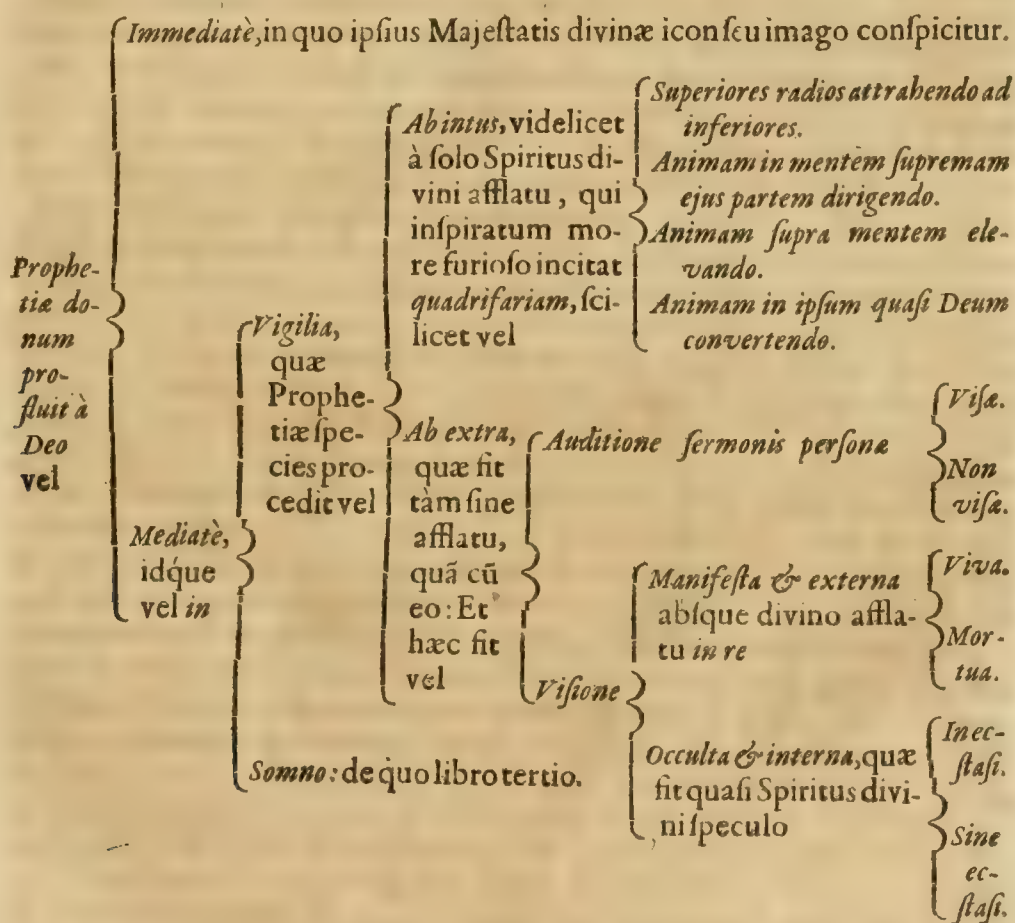 Immediatè, in quo ipſius Majeſtatis divinæ icon ſeu imago conſpicitur.
Prophe-
tiæ do-
num
pro-
fluit à
Deo
vel
Mediatè,
idq́ue
vel in
Vigilia,
quæ
Prophe-
tiæ ſpe-
cies pro-
cedit vel
Ab intus, videlicet
à ſolo Spiritus di-
vini afflatu, qui
inſpiratum mo-
re furioſo incitat
quadrifariam, ſci-
licet vel
Superiores radios attrahendo ad
inferiores.
Animam in mentem ſupremam
ejus partem dirigendo.
Animam ſupra mentem ele-
vando.
Animam in ipſum quaſi Deum
convertendo.
Ab extra,
quæ fit
tàm ſine
afflatu,
quã cũ
eo: Et
hæc fit
vel
Auditione ſermonis perſonæ
Viſæ.
Non
viſæ.
Viſione
Manifeſta & externa
abſque divino affla-
tu in re
Viva.
Mor-
tua.
Occulta & interna, quæ
fit quaſi Spiritus divi-
ni ſpeculo
In ec-
ſtaſi.
Sine
ec-
ſtaſi.
Somno: de quo libro tertio.